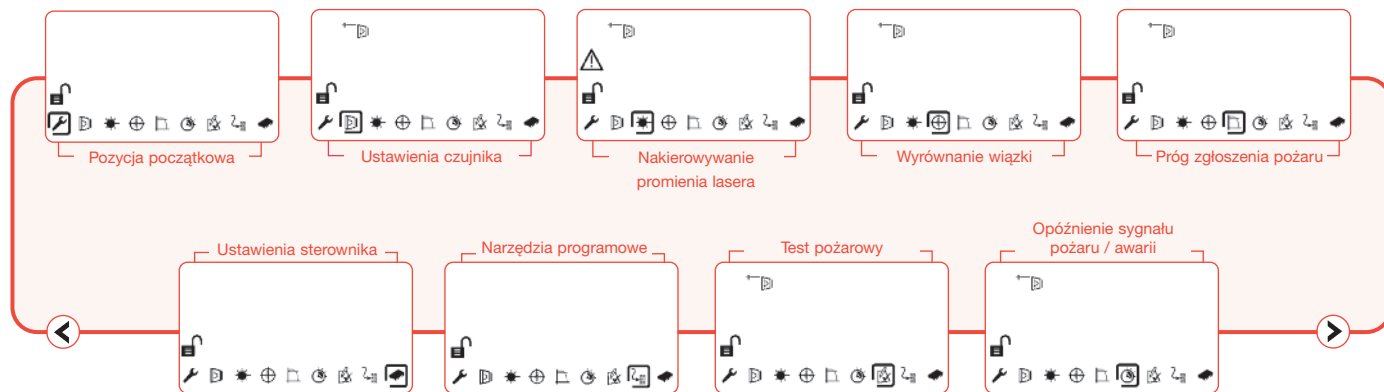 Pozycja początkowa
Ustawienia czujnika
Nakierowywanie
promienia lasera
Wyrównanie wiązki
Próg zgłoszenia pożaru
Ustawienia sterownika
Narzędzia programowe
Test pożarowy
Opóźnienie sygnału
pożaru / awarii